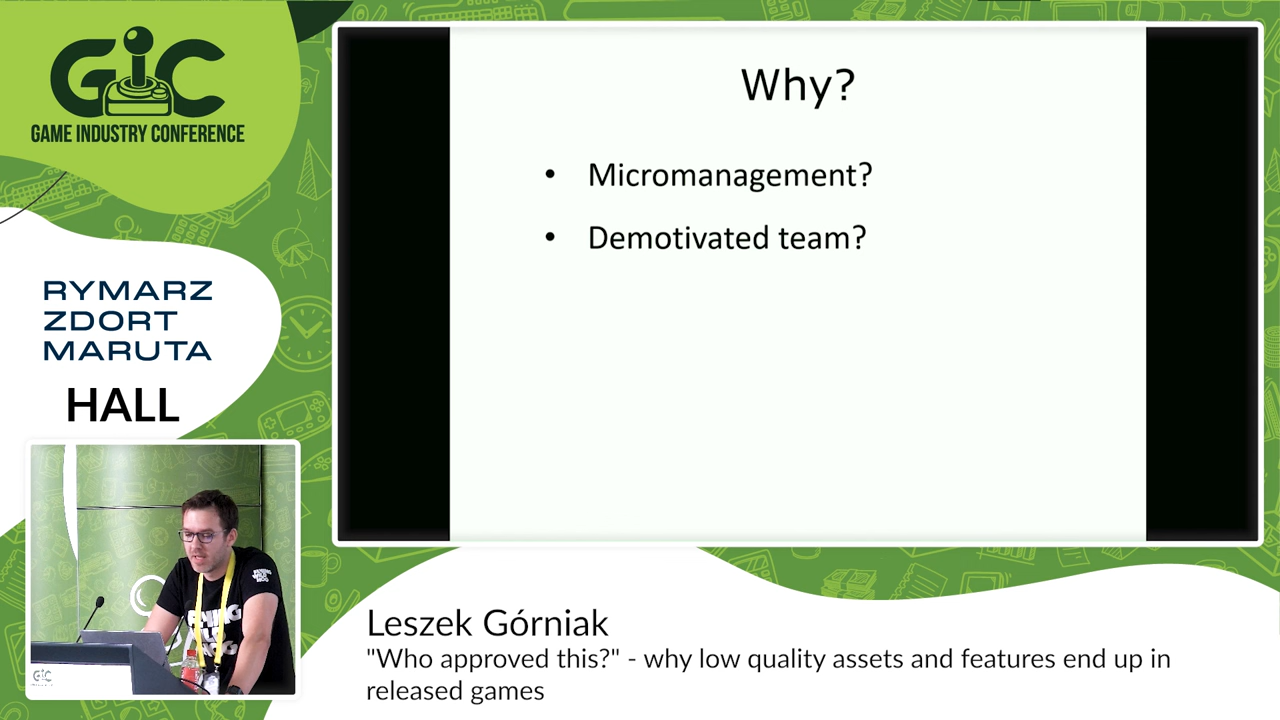 GIC
GAME INDUSTRY CONFERENCE
RYMARZ
ZDORT
MARUTA
HALL
Why?
• Micromanagement?
• Demotivated team?
Leszek Górniak
"Who approved this?" - why low quality assets and features end up in
released games